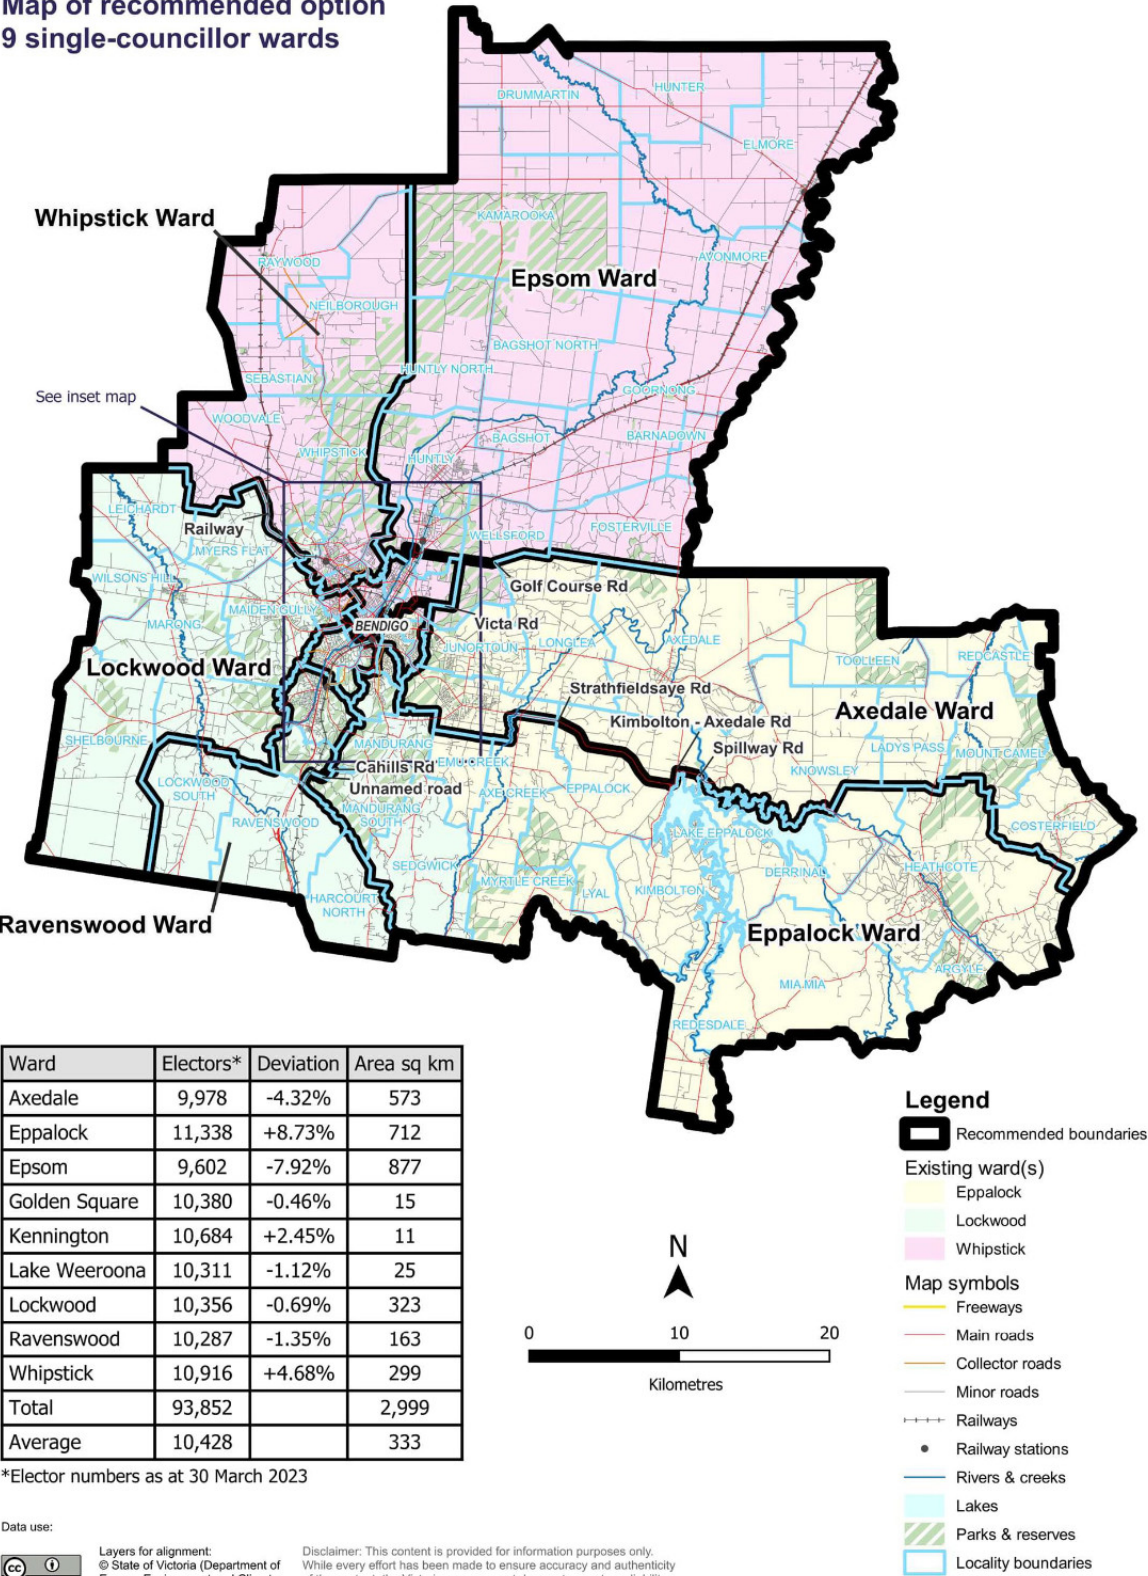 Map of recommended option
9 single-councillor wards
DRUMMARTIN
HUNTER
ELMORE
Whipstick Ward
KAMAROOKA
RAYWOOD
Epsom Ward
AVONMORE
NEILBOROUGH
BAGSHOT NORTH
HUNTLY NORTH
SEBASTIAN
GOORNONG
See inset map
WOODVALE
BAGSHOT
BARNADOWN
WHIPSTICK
HUNTLY
LEICHARDT
Railway
WELLSFORD
FOSTERVILLE
MYERS FLAT
WILSONS HILL
Golf Course Rd
MAIDEN GULLY
MARONG
BENDIGO
Victa Rd
JUNORTOUN
LONGLEA
AXEDALE
TOOLLEEN
REDCASTLE
Lockwood Ward
Strathfieldsaye Rd
Axedale Ward
Kimbolton - Axedale Rd
SHELBOURNE
MANDURANG
Spillway Rd
LADYS PASS
MOUNT CAMEL
Cahills Rd
EMU CREEK
KNOWSLEY
LOCKWOOD
SOUTH
Unnamed road
AXE CREEK
EPPALOCK
MANDURANG
SOUTH
RAVENSWOOD
LAKE EPPALOCK
COSTERFIELD
SEDGWICK
DERRINAL
HEATHCOTE
MYRTLE CREEK
LYAL
KIMBOLTON
HARCOURT
NORTH
Ravenswood Ward
Eppalock Ward
ARGYLE
MIA MIA
REDESDALE
Ward Electors* Deviation Area sq km
Axedale 9,978 -4.32% 573
Eppalock 11,338 +8.73% 712
Epsom 9,602 -7.92% 877
Golden Square 10,380 -0.46% 15
Kennington 10,684 +2.45% 11
Lake Weeroona 10,311 -1.12% 25
Lockwood 10,356 -0.69% 323
Ravenswood 10,287 -1.35% 163
Whipstick 10,916 +4.68% 299
Total 93,852 2,999
Average 10,428 333
*Elector numbers as at 30 March 2023
N
0 10 20
Kilometres
Legend
Recommended boundaries
Existing ward(s)
Eppalock
Lockwood
Whipstick
Map symbols
Freeways
Main roads
Collector roads
Minor roads
Railways
Railway stations
Rivers & creeks
Lakes
Parks & reserves
Locality boundaries
Data use:
cc
Layers for alignment:
© State of Victoria (Department of
Disclaimer: This content is provided for information purposes only.
While every effort has been made to ensure accuracy and authenticity